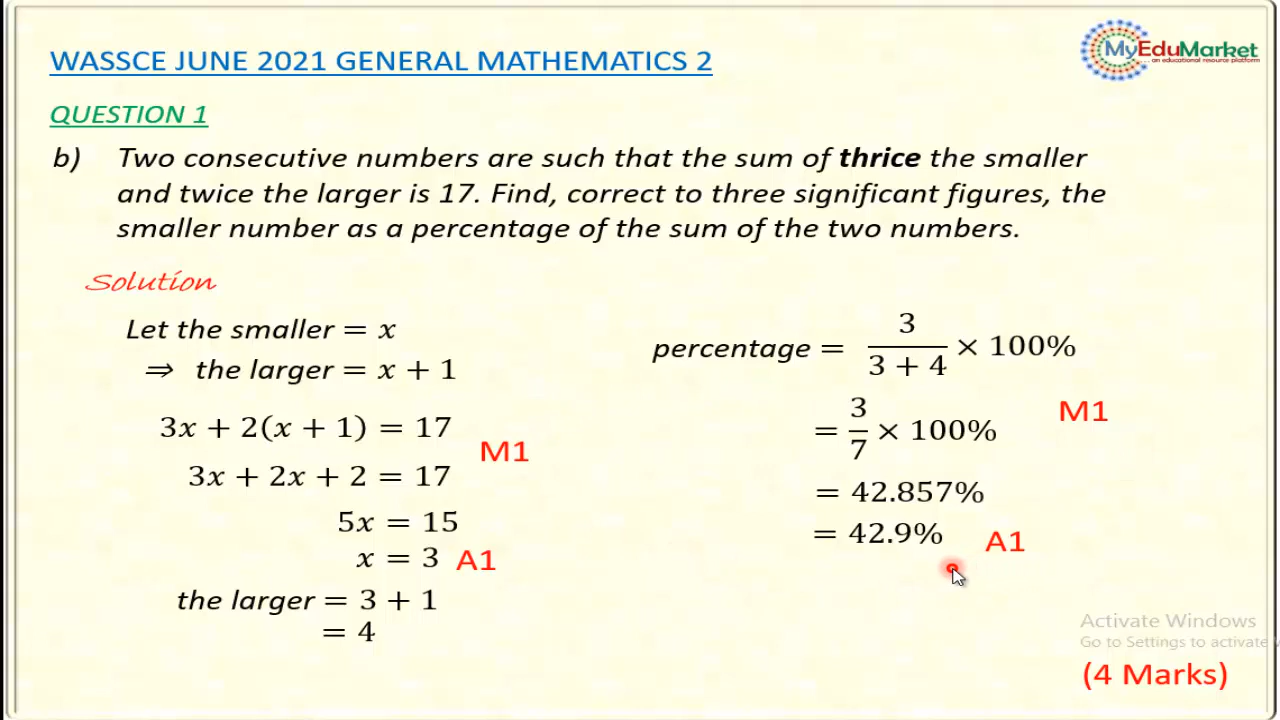 WASSCE JUNE 2021 GENERAL MATHEMATICS 2
MyEduMarket
...an educational resource platform
QUESTION 1
b) Two consecutive numbers are such that the sum of thrice the smaller
and twice the larger is 17. Find, correct to three significant figures, the
smaller number as a percentage of the sum of the two numbers.
Solution
Let the smaller = x
⇒ the larger = x + 1
3x + 2(x + 1) = 17
M1
3x + 2x + 2 = 17
5x = 15
x = 3 A1
the larger = 3 + 1
= 4
percentage = 3/(3 + 4) × 100%
M1
= 3/7 × 100%
= 42.857%
= 42.9%
A1
Activate Windows
Go to Settings to activate
(4 Marks)